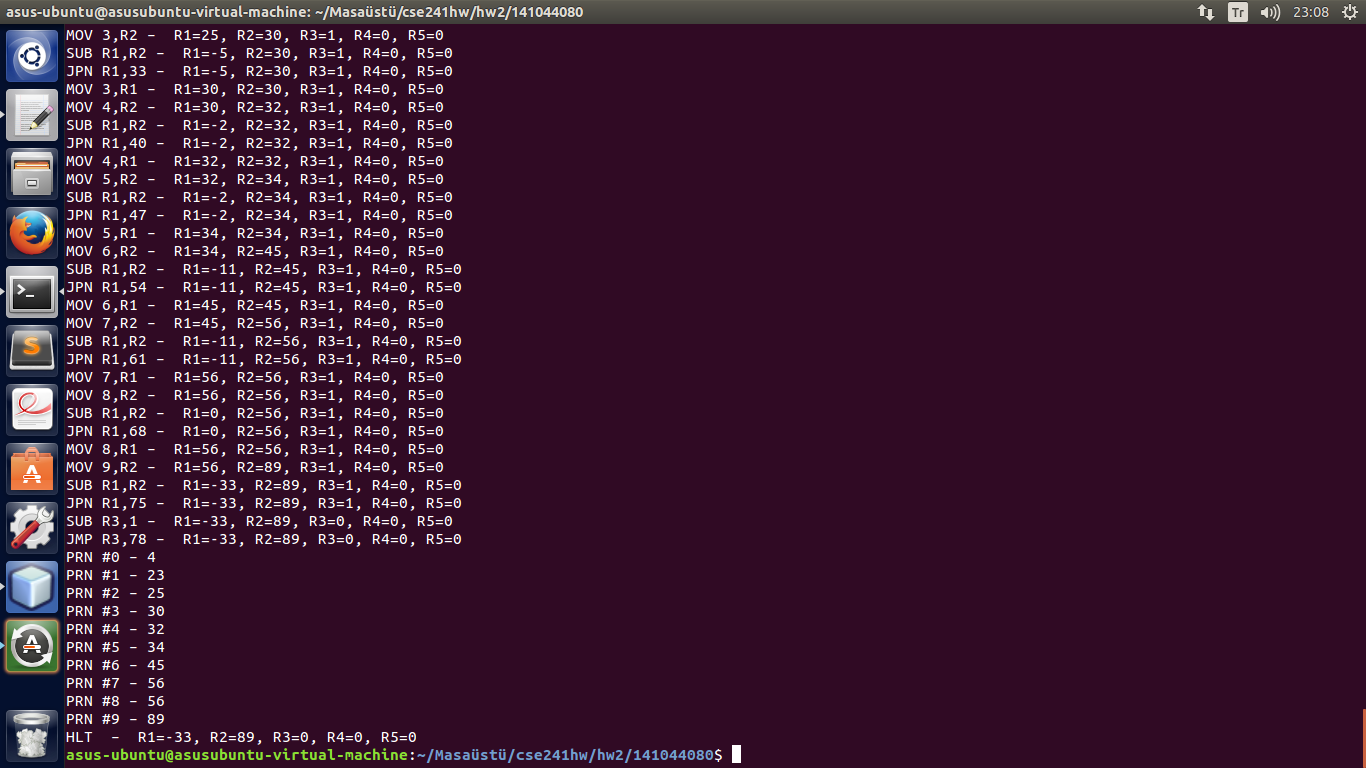 asus-ubuntu@asusubuntu-virtual-machine: ~/Masaüstü/cse241hw/hw2/141044080 Tr 23:08
MOV 3,R2 -  R1=25, R2=30, R3=1, R4=0, R5=0
SUB R1,R2 -  R1=-5, R2=30, R3=1, R4=0, R5=0
JPN R1,33 -  R1=-5, R2=30, R3=1, R4=0, R5=0
MOV 3,R1 -  R1=30, R2=30, R3=1, R4=0, R5=0
MOV 4,R2 -  R1=30, R2=32, R3=1, R4=0, R5=0
SUB R1,R2 -  R1=-2, R2=32, R3=1, R4=0, R5=0
JPN R1,40 -  R1=-2, R2=32, R3=1, R4=0, R5=0
MOV 4,R1 -  R1=32, R2=32, R3=1, R4=0, R5=0
MOV 5,R2 -  R1=32, R2=34, R3=1, R4=0, R5=0
SUB R1,R2 -  R1=-2, R2=34, R3=1, R4=0, R5=0
JPN R1,47 -  R1=-2, R2=34, R3=1, R4=0, R5=0
MOV 5,R1 -  R1=34, R2=34, R3=1, R4=0, R5=0
MOV 6,R2 -  R1=34, R2=45, R3=1, R4=0, R5=0
SUB R1,R2 -  R1=-11, R2=45, R3=1, R4=0, R5=0
JPN R1,54 -  R1=-11, R2=45, R3=1, R4=0, R5=0
MOV 6,R1 -  R1=45, R2=45, R3=1, R4=0, R5=0
MOV 7,R2 -  R1=45, R2=56, R3=1, R4=0, R5=0
SUB R1,R2 -  R1=-11, R2=56, R3=1, R4=0, R5=0
JPN R1,61 -  R1=-11, R2=56, R3=1, R4=0, R5=0
MOV 7,R1 -  R1=56, R2=56, R3=1, R4=0, R5=0
MOV 8,R2 -  R1=56, R2=56, R3=1, R4=0, R5=0
SUB R1,R2 -  R1=0, R2=56, R3=1, R4=0, R5=0
JPN R1,68 -  R1=0, R2=56, R3=1, R4=0, R5=0
MOV 8,R1 -  R1=56, R2=56, R3=1, R4=0, R5=0
MOV 9,R2 -  R1=56, R2=89, R3=1, R4=0, R5=0
SUB R1,R2 -  R1=-33, R2=89, R3=1, R4=0, R5=0
JPN R1,75 -  R1=-33, R2=89, R3=1, R4=0, R5=0
SUB R3,1 -  R1=-33, R2=89, R3=0, R4=0, R5=0
JMP R3,78 -  R1=-33, R2=89, R3=0, R4=0, R5=0
PRN #0 - 4
PRN #1 - 23
PRN #2 - 25
PRN #3 - 30
PRN #4 - 32
PRN #5 - 34
PRN #6 - 45
PRN #7 - 56
PRN #8 - 56
PRN #9 - 89
HLT  -  R1=-33, R2=89, R3=0, R4=0, R5=0
asus-ubuntu@asusubuntu-virtual-machine:~/Masaüstü/cse241hw/hw2/141044080$